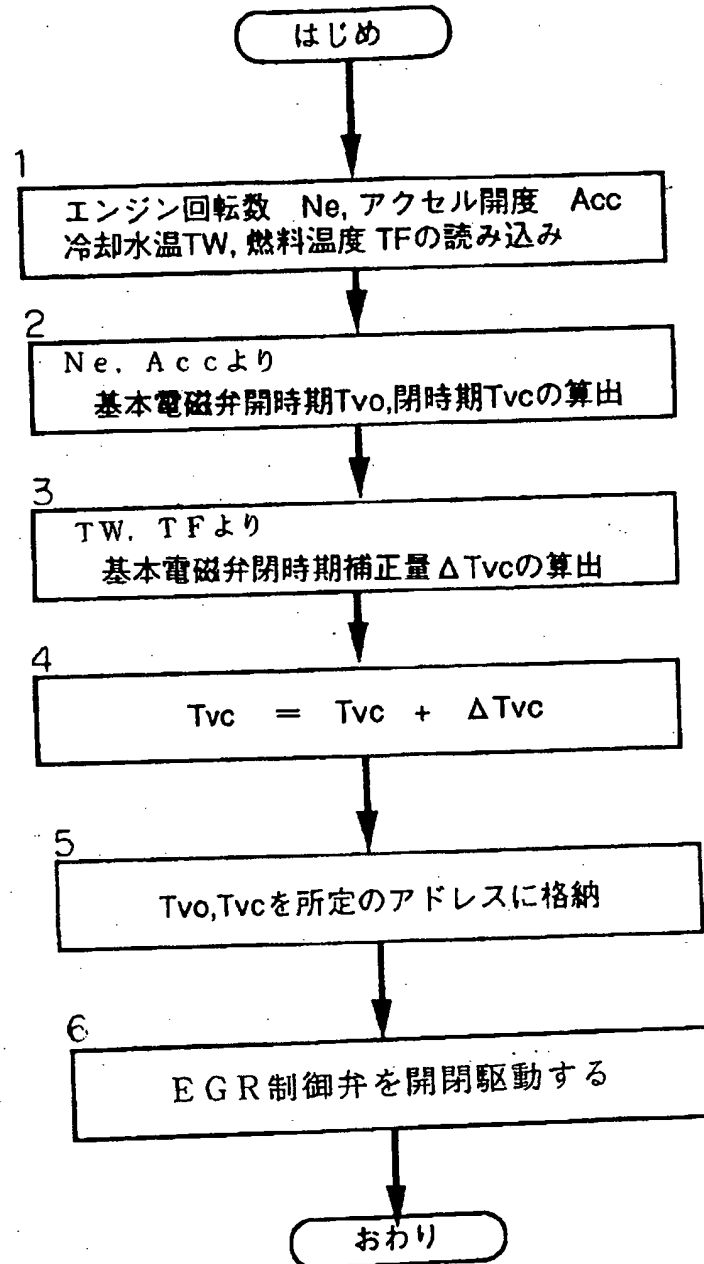 はじめ
1
エンジン回転数 Ne, アクセル開度 Acc
冷却水温TW, 燃料温度 TFの読み込み
2
Ne. Accより
基本電磁弁開時期Tvo,閉時期Tvcの算出
3
TW. TFより
基本電磁弁閉時期補正量ΔTvcの算出
4
Tvc = Tvc + ΔTvc
5
Tvo,Tvcを所定のアドレスに格納
6
EGR制御弁を開閉駆動する
おわり